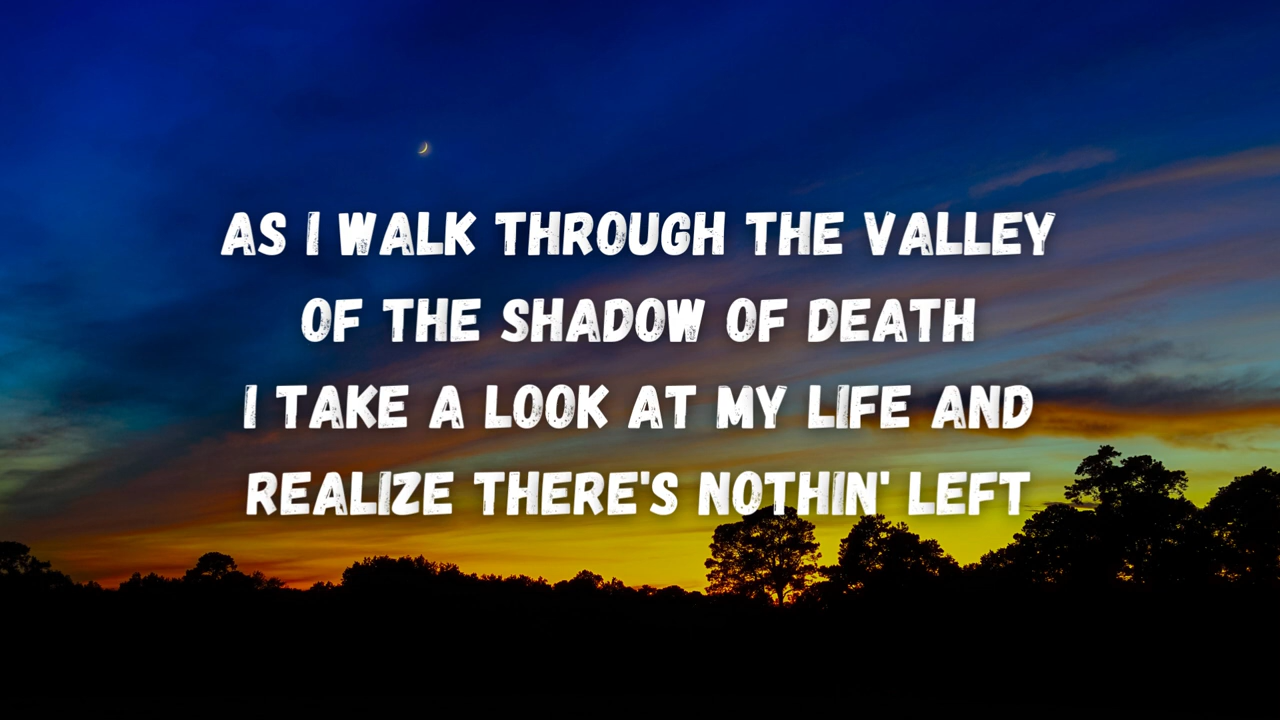 AS I WALK THROUGH THE VALLEY
OF THE SHADOW OF DEATH
I TAKE A LOOK AT MY LIFE AND
REALIZE THERE'S NOTHIN' LEFT